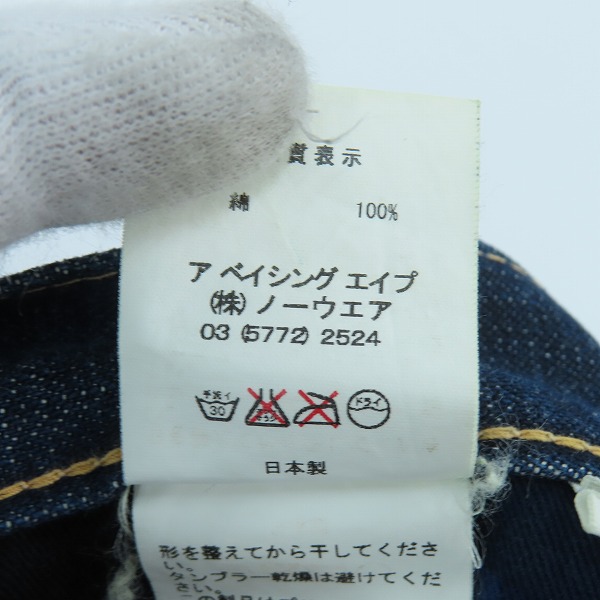 質表示
綿 100%
ア ベイシング エイプ
(株) ノーウエア
03 (5772) 2524
手洗イ
30
ドライ
日本製
形を整えてから干してくださ
い。
タンブラー乾燥は避けてくだ
さい。